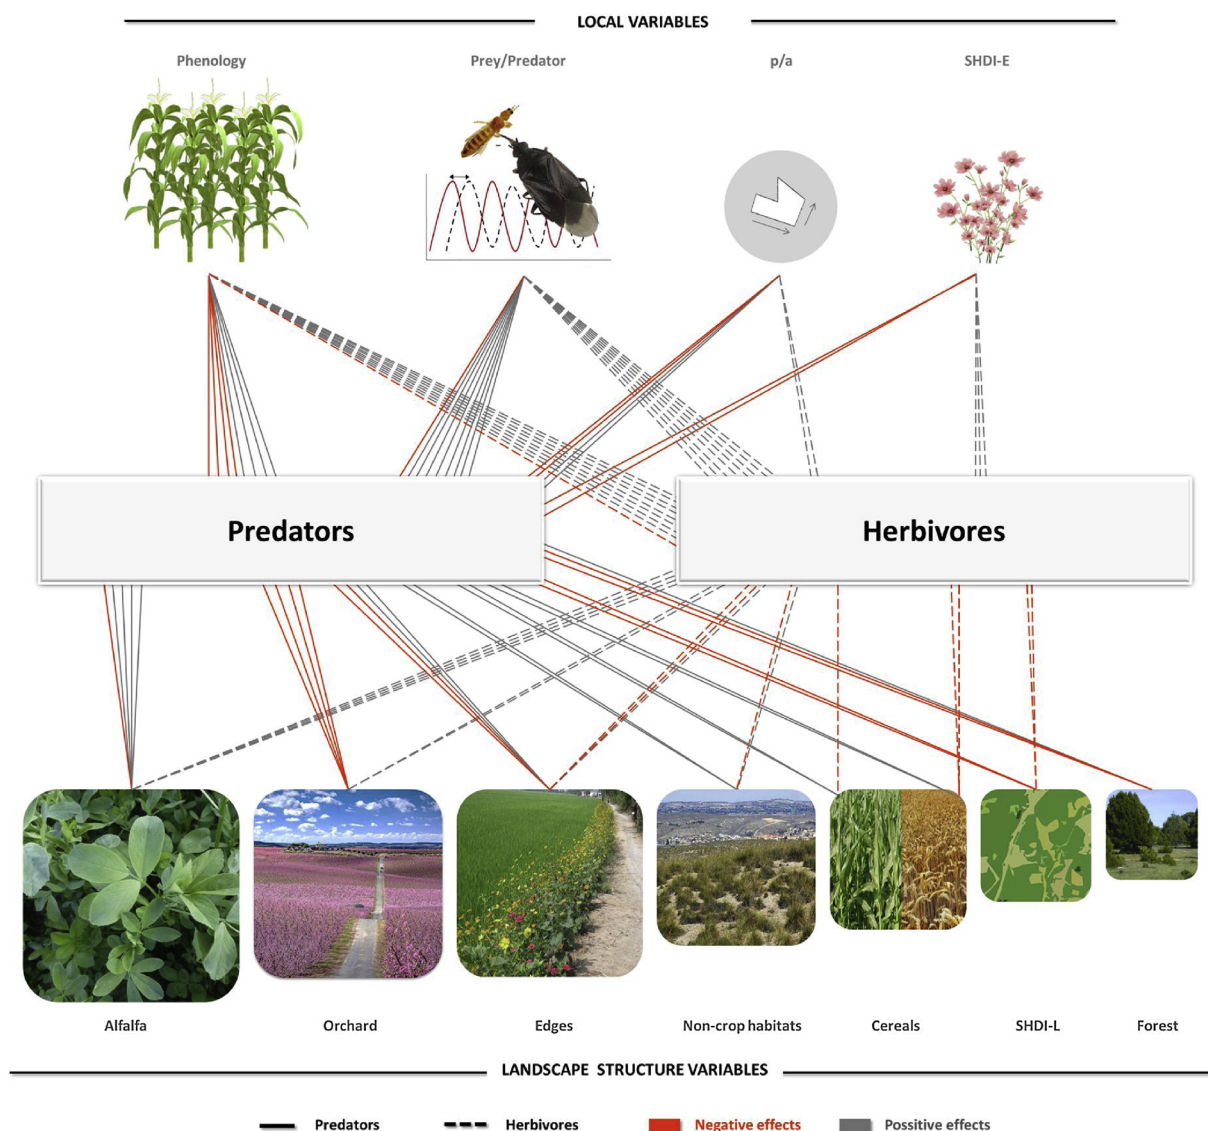 LOCAL VARIABLES
Phenology
Prey/Predator
p/a
SHDI-E
Predators
Herbivores
Alfalfa
Orchard
Edges
Non-crop habitats
Cereals
SHDI-L
Forest
LANDSCAPE STRUCTURE VARIABLES
Predators
Herbivores
Negative effects
Possitive effects